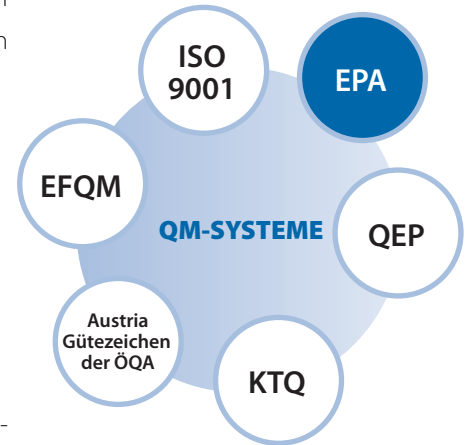 ISO
9001
EPA
EFQM
QM-SYSTEME
QEP
Austria
Gütezeichen
der ÖQA
KTQ
-